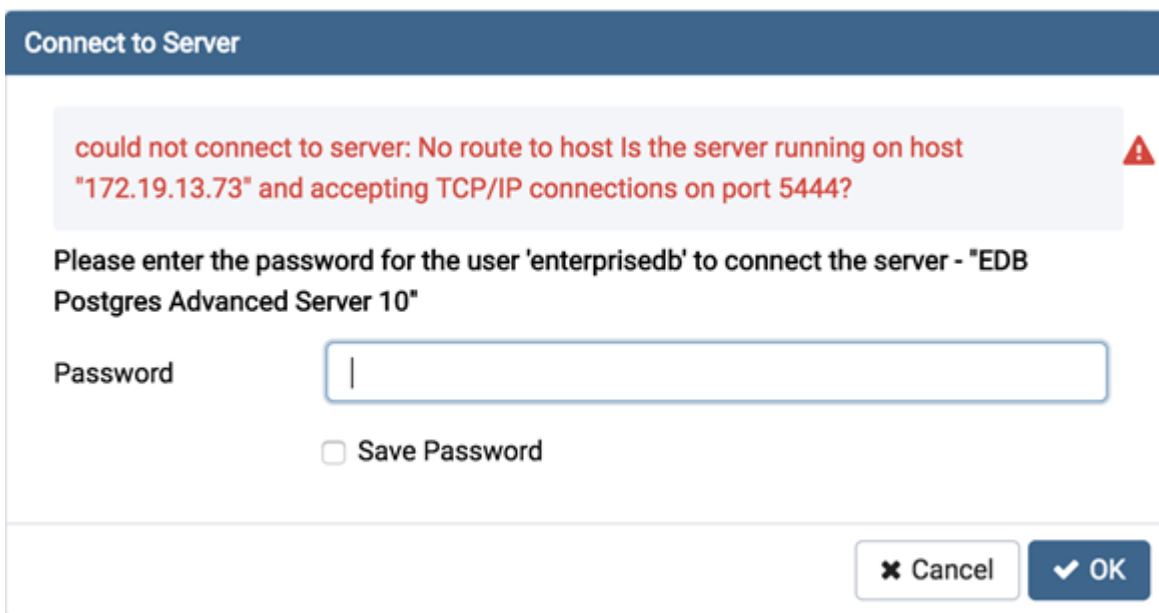 Connect to Server
could not connect to server: No route to host Is the server running on host
"172.19.13.73" and accepting TCP/IP connections on port 5444?
Please enter the password for the user 'enterprisedb' to connect the server - "EDB
Postgres Advanced Server 10"
Password
Save Password
Cancel
OK